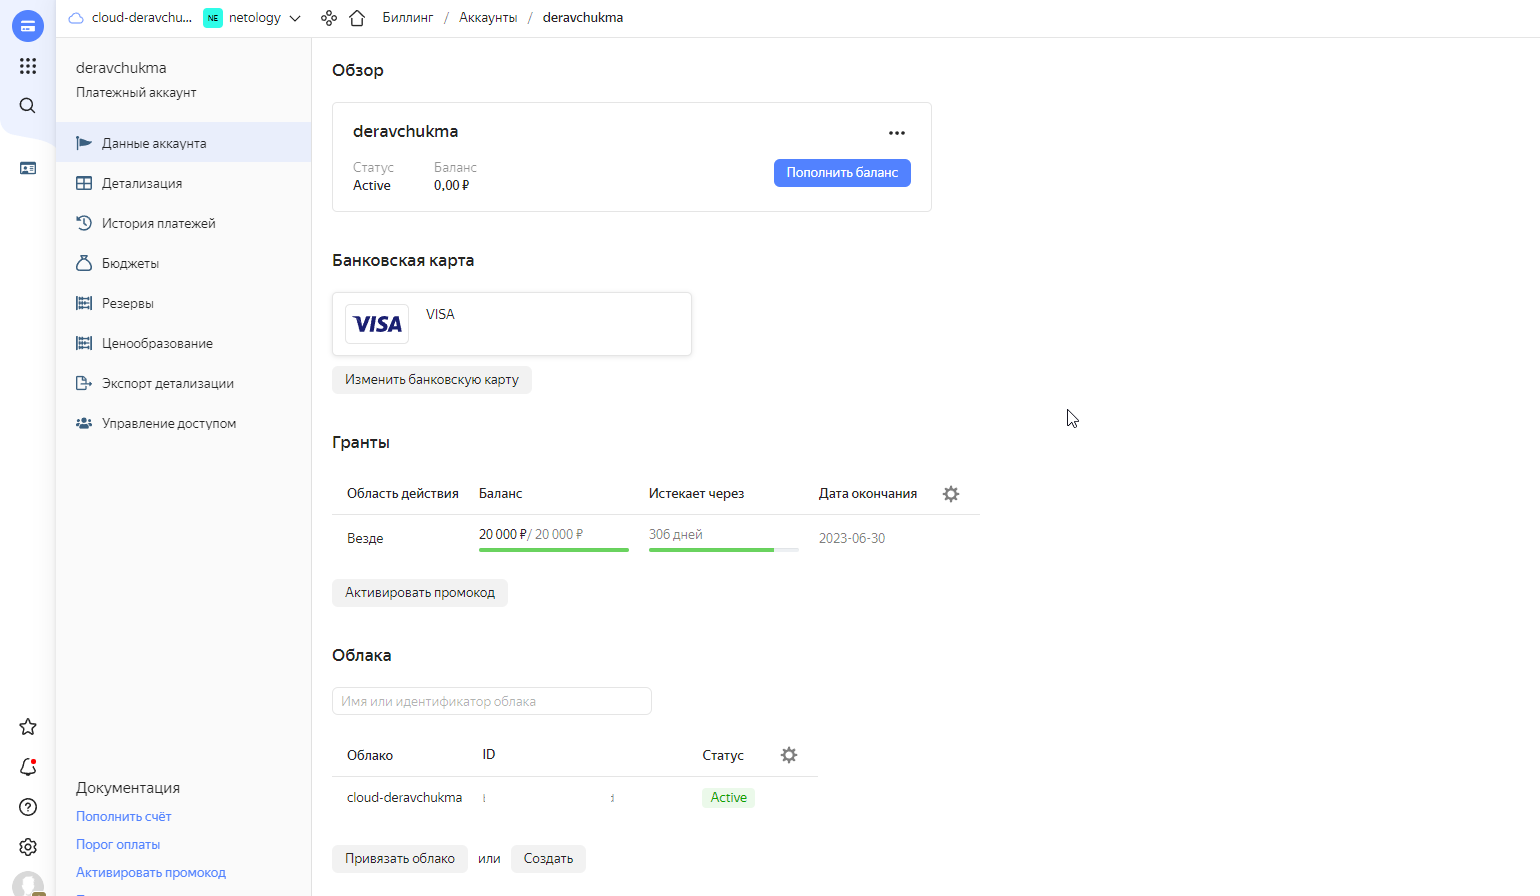 cloud-deravchu... NE netology Биллинг / Аккаунты / deravchukma
deravchukma
Платежный аккаунт
Данные аккаунта
Детализация
История платежей
Бюджеты
Резервы
Ценообразование
Экспорт детализации
Управление доступом
Документация
Пополнить счёт
Порог оплаты
Активировать промокод
Обзор
deravchukma
Статус Баланс
Active 0,00 ₽
Пополнить баланс
Банковская карта
VISA VISA
Изменить банковскую карту
Гранты
Область действия Баланс Истекает через Дата окончания
Везде 20 000 ₽/ 20 000 ₽ 306 дней 2023-06-30
Активировать промокод
Облака
Имя или идентификатор облака
Облако ID Статус
cloud-deravchukma Active
Привязать облако или Создать